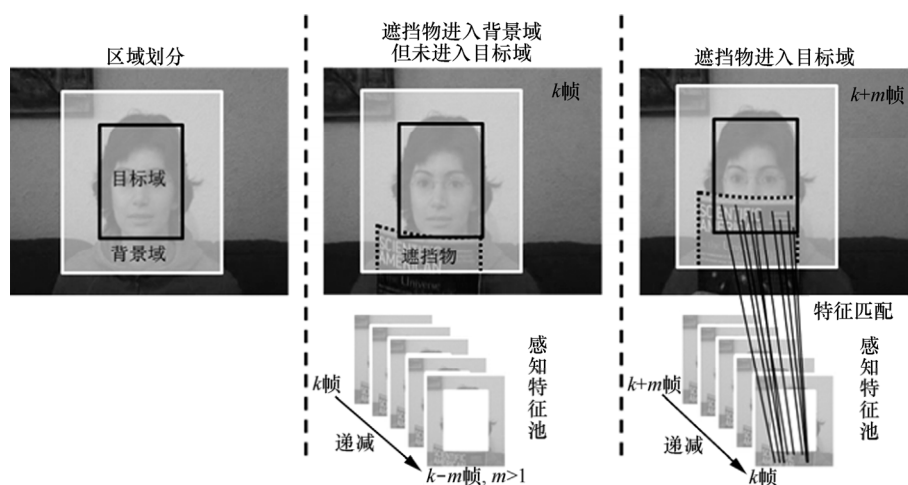 区域划分
目标域
背景域
遮挡物进入背景域
但未进入目标域
k帧
遮挡物
k帧
递减
k-m帧, m>1
感知特征池
遮挡物进入目标域
k+m帧
特征匹配
k+m帧
递减
k帧
感知特征池